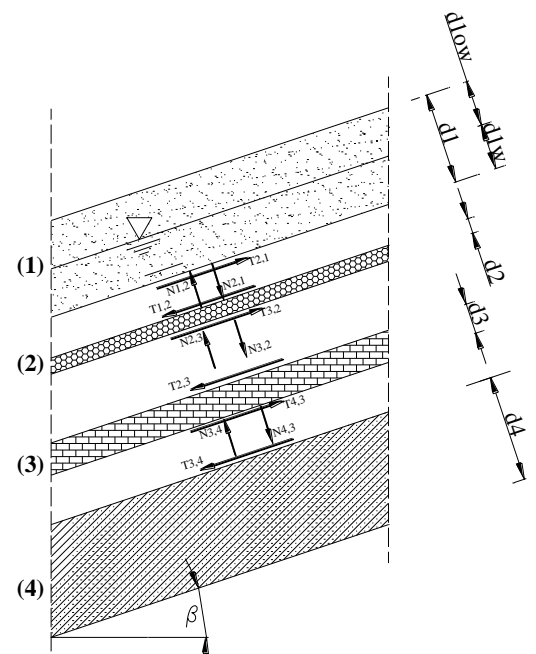 d1ow
d1
d1w
(1)
T2,1
N1,2
N2,1
T1,2
T3,2
d2
N2,3
N3,2
d3
(2)
T2,3
T4,3
N3,4
N4,3
d4
(3)
T3,4
(4)
β